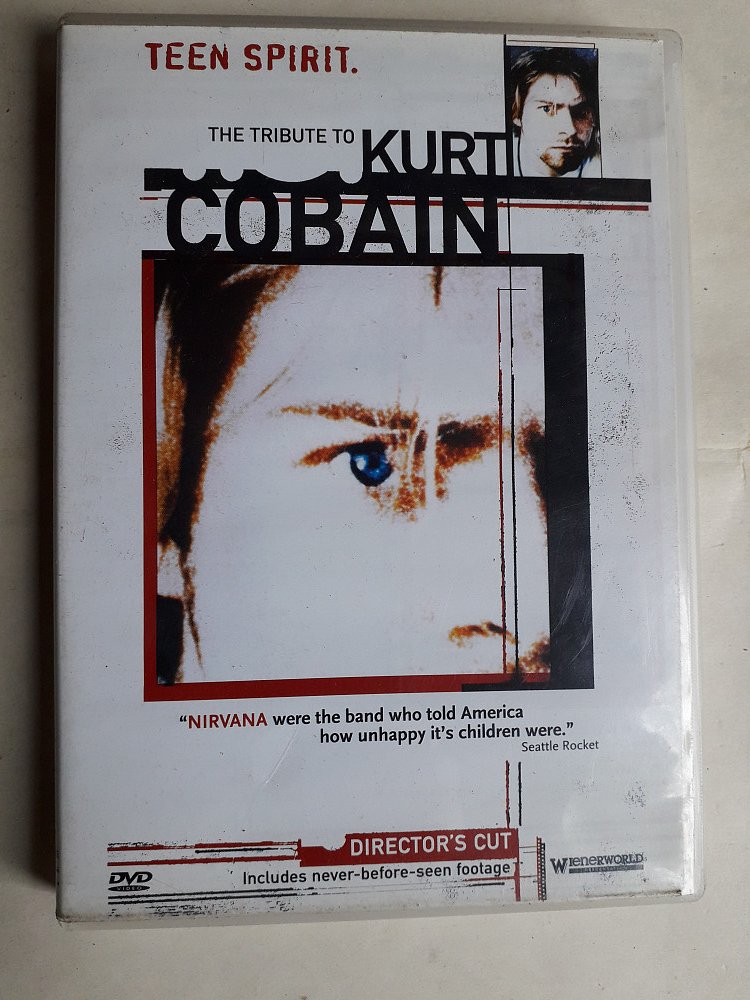 TEEN SPIRIT.
THE TRIBUTE TO KURT
COBAIN
“NIRVANA were the band who told America
how unhappy it's children were.”
Seattle Rocket
DIRECTOR'S CUT
Includes never-before-seen footage
DVD
VIDEO
WIENERWORLD